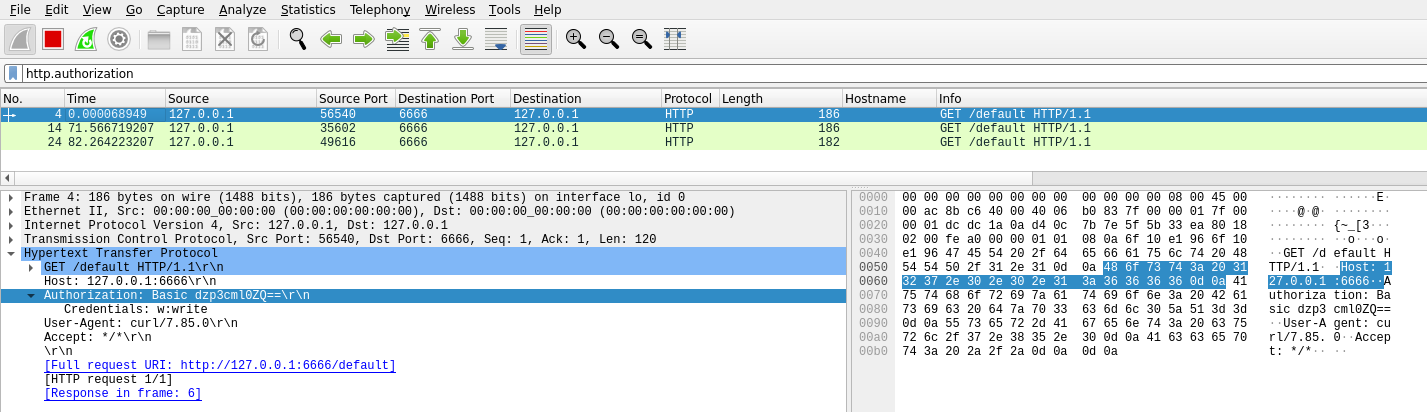 File Edit View Go Capture Analyze Statistics Telephony Wireless Tools Help
http.authorization
No. Time Source Source Port Destination Port Destination Protocol Length Hostname Info
4 0.000068949 127.0.0.1 56540 6666 127.0.0.1 HTTP 186 GET /default HTTP/1.1
14 71.566719207 127.0.0.1 35602 6666 127.0.0.1 HTTP 186 GET /default HTTP/1.1
24 82.264223207 127.0.0.1 49616 6666 127.0.0.1 HTTP 182 GET /default HTTP/1.1
Frame 4: 186 bytes on wire (1488 bits), 186 bytes captured (1488 bits) on interface lo, id 0
Ethernet II, Src: 00:00:00_00:00:00 (00:00:00:00:00:00), Dst: 00:00:00_00:00:00 (00:00:00:00:00:00)
Internet Protocol Version 4, Src: 127.0.0.1, Dst: 127.0.0.1
Transmission Control Protocol, Src Port: 56540, Dst Port: 6666, Seq: 1, Ack: 1, Len: 120
Hypertext Transfer Protocol
GET /default HTTP/1.1\r\n
Host: 127.0.0.1:6666\r\n
Authorization: Basic dzp3cml0ZQ==\r\n
Credentials: w:write
User-Agent: curl/7.85.0\r\n
Accept: */*\r\n
\r\n
[Full request URI: http://127.0.0.1:6666/default]
[HTTP request 1/1]
[Response in frame: 6]
0000 00 00 00 00 00 00 00 00 00 00 00 00 08 00 45 00 ········ ······E·
0010 00 ac 8b c6 40 00 40 06 b0 83 7f 00 00 01 7f 00 ····@·@· ········
0020 00 01 dc dc 1a 0a d4 0c 7b 7e 5f 5b 33 ea 80 18 ········ {~_[3···
0030 02 00 fe a0 00 00 01 01 08 0a 6f 10 e1 96 6f 10 ········ ··o···o·
0040 e1 96 47 45 54 20 2f 64 65 66 61 75 6c 74 20 48 ··GET /d efault H
0050 54 54 50 2f 31 2e 31 0d 0a 48 6f 73 74 3a 20 31 TTP/1.1· ·Host: 1
0060 32 37 2e 30 2e 30 2e 31 3a 36 36 36 36 0d 0a 41 27.0.0.1 :6666··A
0070 75 74 68 6f 72 69 7a 61 74 69 6f 6e 3a 20 42 61 uthoriza tion: Ba
0080 73 69 63 20 64 7a 70 33 63 6d 6c 30 5a 51 3d 3d sic dzp3 cml0ZQ==
0090 0d 0a 55 73 65 72 2d 41 67 65 6e 74 3a 20 63 75 ··User-A gent: cu
00a0 72 6c 2f 37 2e 38 35 2e 30 0d 0a 41 63 63 65 70 rl/7.85. 0··Accep
00b0 74 3a 20 2a 2f 2a 0d 0a 0d 0a t: */*·· ··